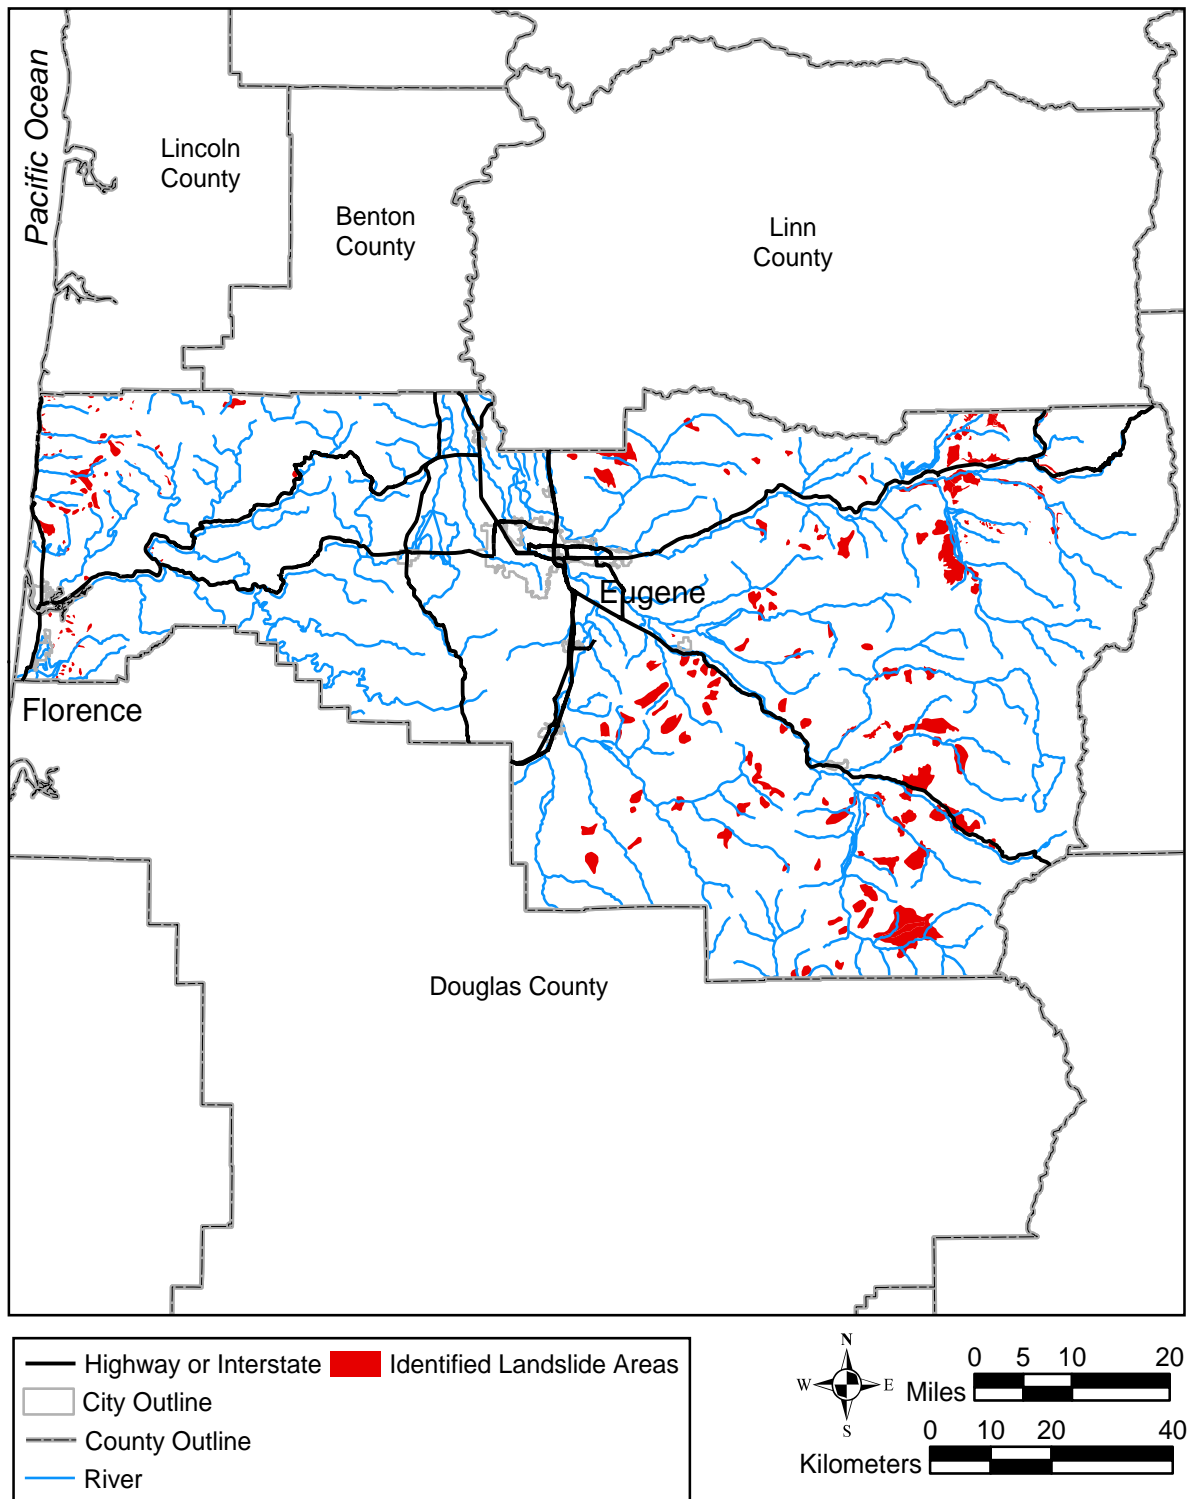 Pacific Ocean
Lincoln
County
Benton
County
Linn
County
Eugene
Florence
Douglas County
Highway or Interstate
Identified Landslide Areas
City Outline
County Outline
River
N
W
E
S
0 5 10 20
Miles
0 10 20 40
Kilometers